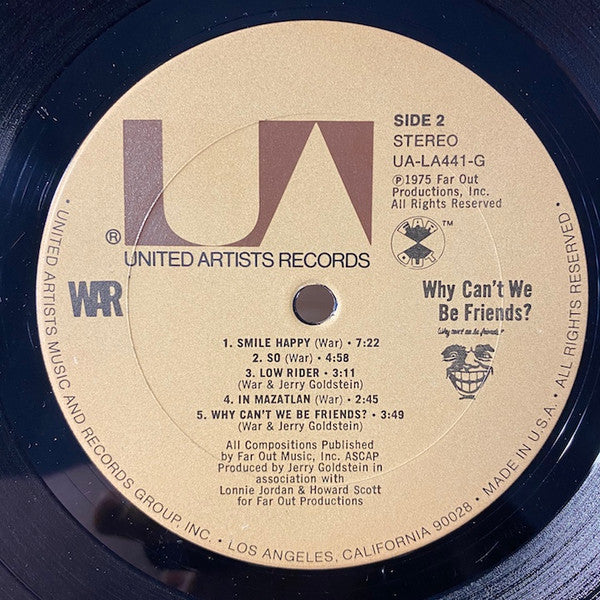 SIDE 2
STEREO
UA-LA441-G
℗1975 Far Out
Productions, Inc.
All Rights Reserved
UA
®
UNITED ARTISTS RECORDS
FAR
OUT
™
WAR
Why Can't We
Be Friends?
(why can't we be friends?)
1. SMILE HAPPY (War) • 7:22
2. SO (War) • 4:58
3. LOW RIDER • 3:11
(War & Jerry Goldstein)
4. IN MAZATLAN (War) • 2:45
5. WHY CAN'T WE BE FRIENDS? • 3:49
(War & Jerry Goldstein)
All Compositions Published
by Far Out Music, Inc. ASCAP
Produced by Jerry Goldstein in
association with
Lonnie Jordan & Howard Scott
for Far Out Productions
• UNITED ARTISTS MUSIC AND RECORDS GROUP, INC. • LOS ANGELES, CALIFORNIA 90028 • MADE IN U.S.A. • ALL RIGHTS RESERVED.